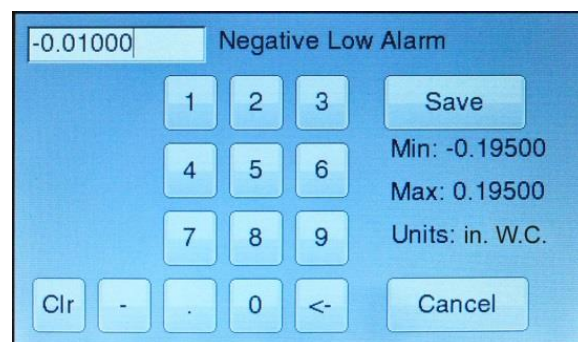 -0.01000 Negative Low Alarm
1 2 3 Save
Min: -0.19500
4 5 6
Max: 0.19500
7 8 9 Units: in. W.C.
Clr - . 0 <- Cancel